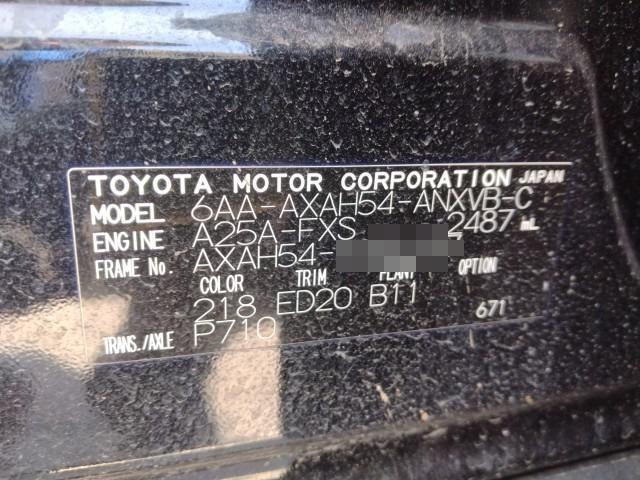 TOYOTA MOTOR CORPORATION JAPAN
MODEL 6AA-AXAH54-ANXVB-C
ENGINE A25A-FXS 2487 mL
FRAME No. AXAH54-
COLOR TRIM PLANT OPTION
218 ED20 B11 671
TRANS./AXLE P710